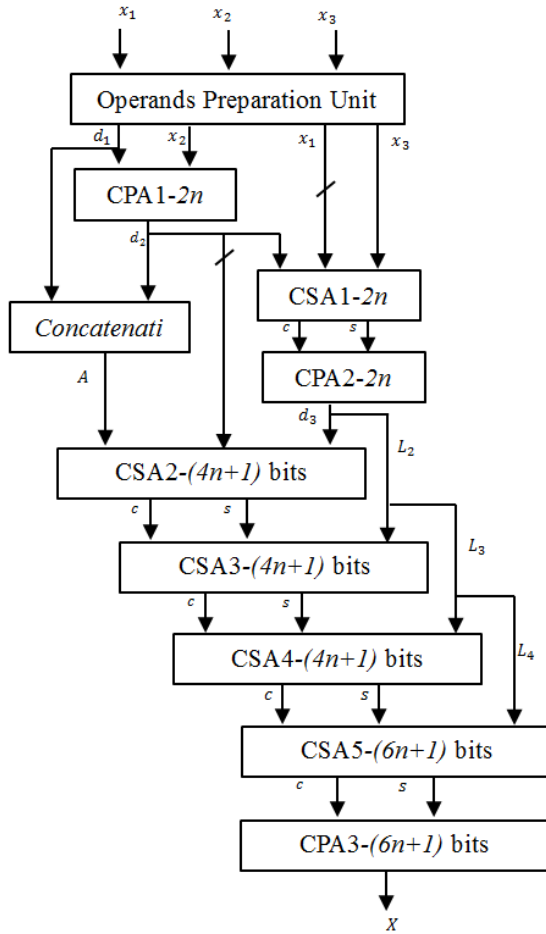 x₁ x₂ x₃
Operands Preparation Unit
d₁ x₂ x₁ x₃
CPA1-2n
d₂
CSA1-2n
c s
Concatenati
CPA2-2n
A
d₃
L₂
CSA2-(4n+1) bits
c s
CSA3-(4n+1) bits
L₃
c s
CSA4-(4n+1) bits
L₄
c s
CSA5-(6n+1) bits
c s
CPA3-(6n+1) bits
X